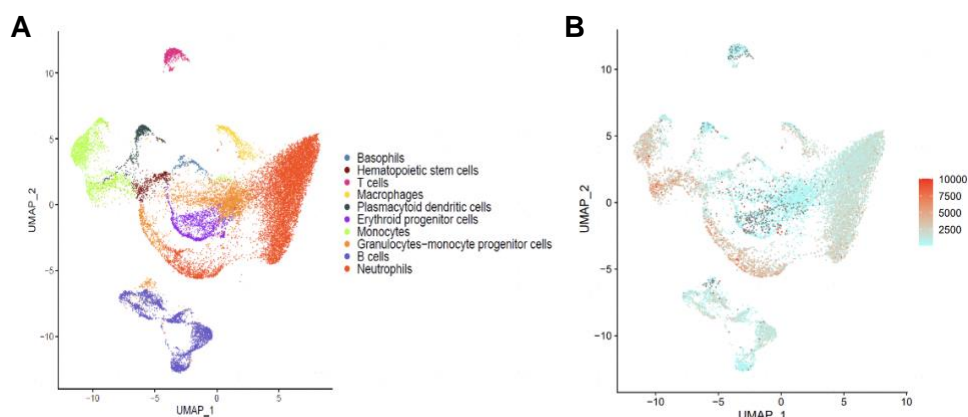 A
UMAP_2
10
5
0
−5
−10
−10
−5
0
5
UMAP_1
Basophils
Hematopoietic stem cells
T cells
Macrophages
Plasmacytoid dendritic cells
Erythroid progenitor cells
Monocytes
Granulocytes−monocyte progenitor cells
B cells
Neutrophils
B
UMAP_2
10
5
0
−5
−10
−10
−5
0
5
10
UMAP_1
10000
7500
5000
2500